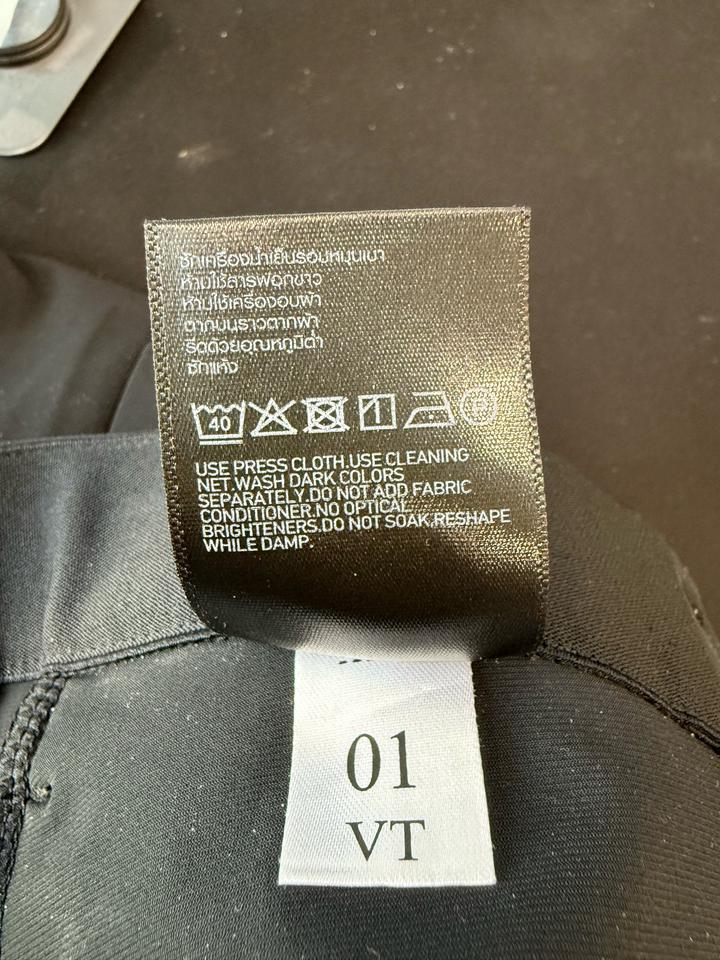 ซักเครื่องน้ำเย็นรอบหมุนเบา
ห้ามใช้สารฟอกขาว
ห้ามใช้เครื่องอบผ้า
ตากบนราวตากผ้า
รีดด้วยอุณหภูมิต่ำ
ซักแห้ง
40 P
USE PRESS CLOTH.USE CLEANING
NET.WASH DARK COLORS
SEPARATELY.DO NOT ADD FABRIC
CONDITIONER.NO OPTICAL
BRIGHTENERS.DO NOT SOAK.RESHAPE
WHILE DAMP.
01
VT